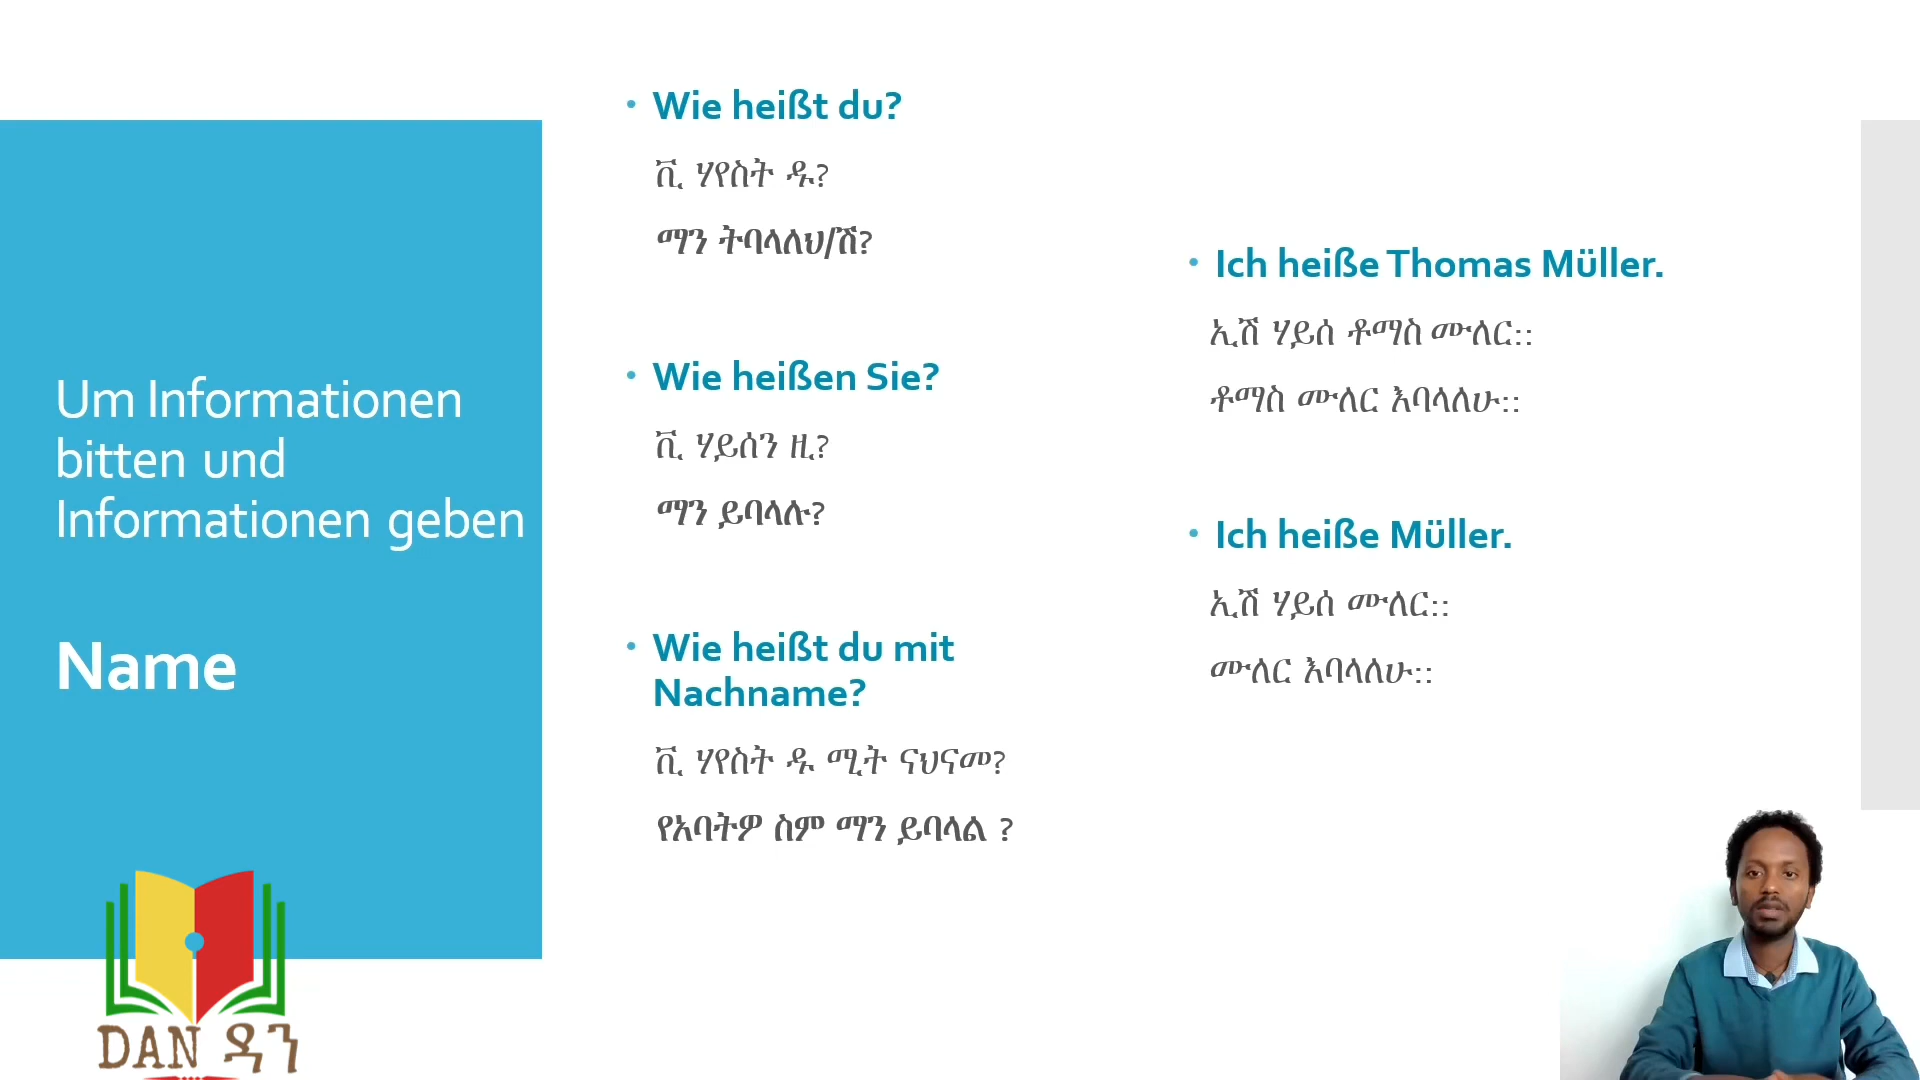 Um Informationen
bitten und
Informationen geben
Name
• Wie heißt du?
ቪ ሃየስት ዱ?
ማን ትባላለህ/ሽ?
• Wie heißen Sie?
ቪ ሃይሰን ዚ?
ማን ይባላሉ?
• Wie heißt du mit
Nachname?
ቪ ሃየስት ዱ ሚት ናህናመ?
የአባትዎ ስም ማን ይባላል ?
• Ich heiße Thomas Müller.
ኢሽ ሃይሰ ቶማስ ሙለር::
ቶማስ ሙለር እባላለሁ::
• Ich heiße Müller.
ኢሽ ሃይሰ ሙለር::
ሙለር እባላለሁ::
DAN ዳን